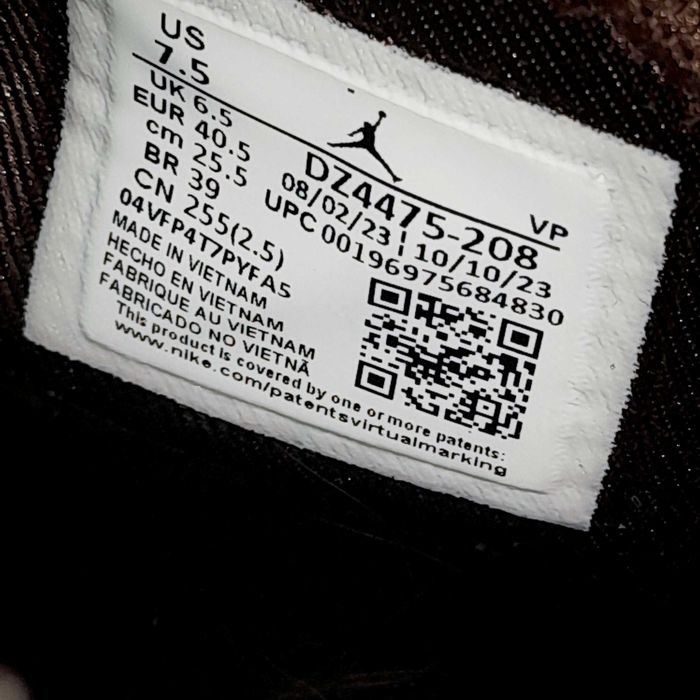 US
7.5
UK 6.5
EUR 40.5
cm 25.5
BR 39
CN 255(2.5)
VP
DZ4475-208
08/02/23 | 10/10/23
UPC 00196975684830
04VFP4T7PYFA5
MADE IN VIETNAM
HECHO EN VIETNAM
FABRIQUE AU VIETNAM
FABRICADO NO VIETNÃ
This product is covered by one or more patents:
www.nike.com/patentsvirtualmarking